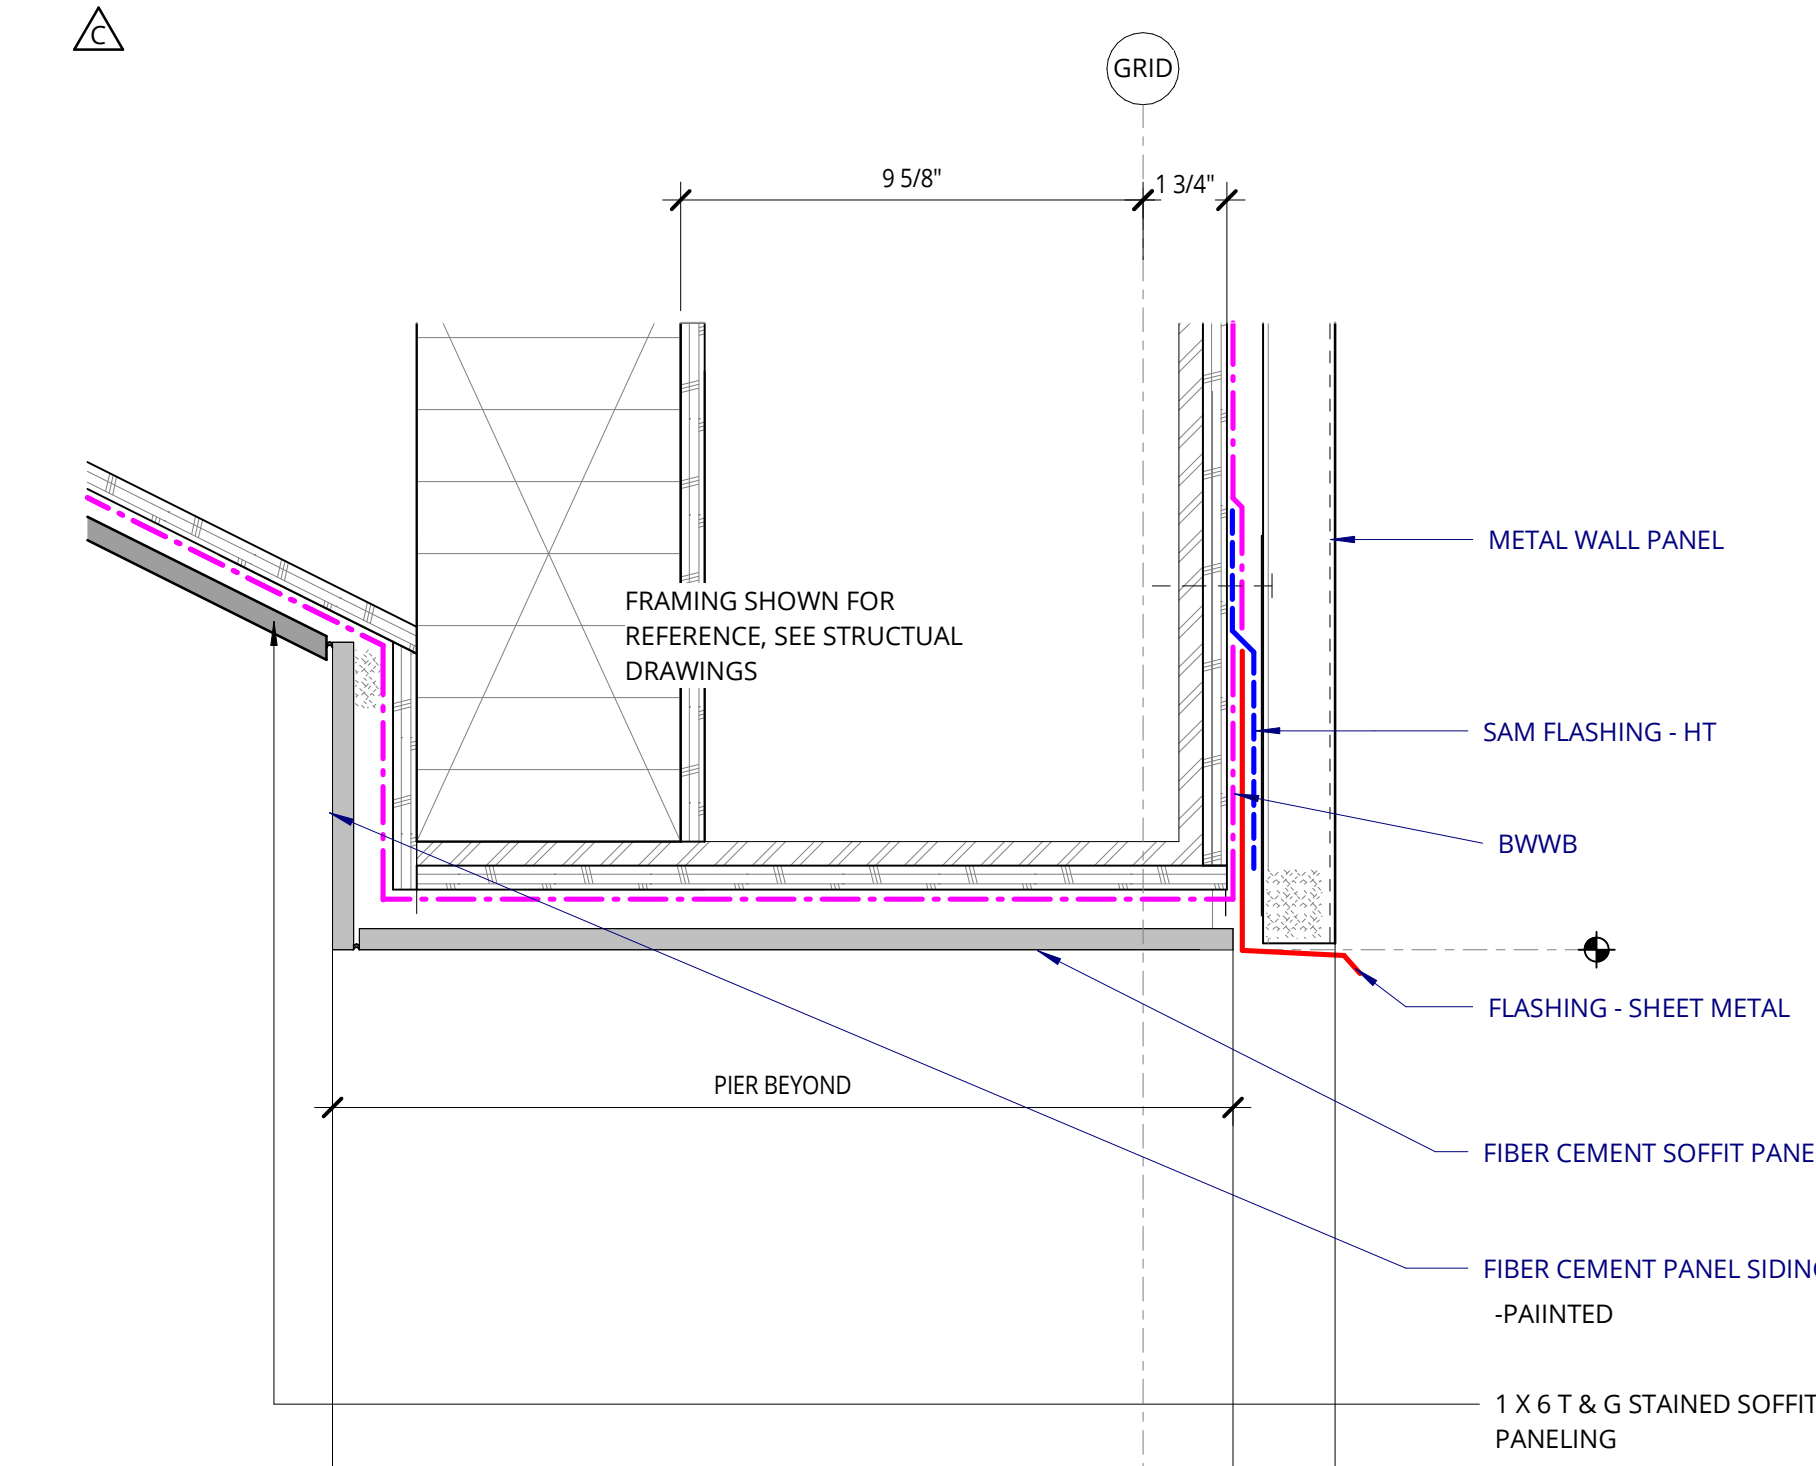 C
GRID
9 5/8"
1 3/4"
METAL WALL PANEL
FRAMING SHOWN FOR
REFERENCE, SEE STRUCTUAL
DRAWINGS
SAM FLASHING - HT
BWWB
FLASHING - SHEET METAL
PIER BEYOND
FIBER CEMENT SOFFIT PANE
FIBER CEMENT PANEL SIDING
-PAIINTED
1 X 6 T & G STAINED SOFFIT
PANELING